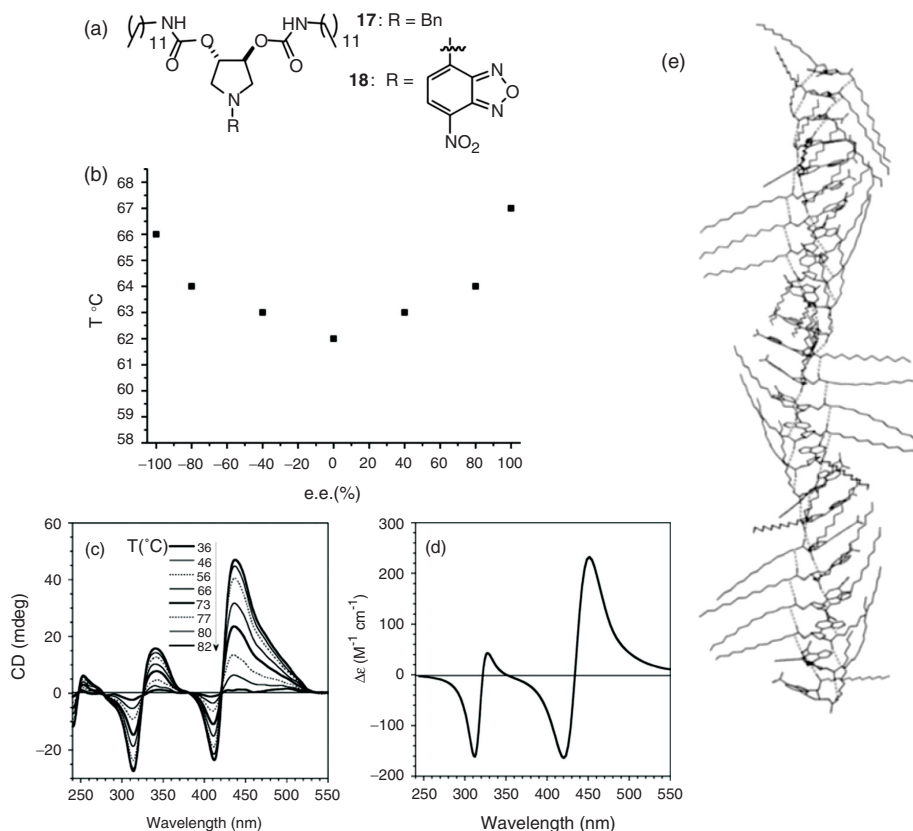 (a)
NH
O
O
HN
17: R = Bn
11
O
O
11
N
R
18: R =
N
O
N
NO2
(e)
(b)
68
67
66
65
64
63
62
61
60
59
58
T °C
−100 −80 −60 −40 −20 0 20 40 60 80 100
e.e.(%)
(c)
T(°C)
36
46
56
66
73
77
80
82
60
40
20
0
−20
CD (mdeg)
250 300 350 400 450 500 550
Wavelength (nm)
(d)
300
200
100
0
−100
−200
Δε (M−1 cm−1)
250 300 350 400 450 500 550
Wavelength (nm)